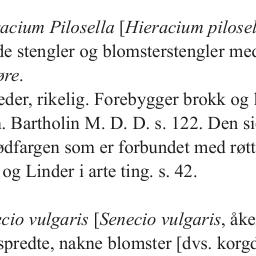 racium Pilosella [Hieracium pilosel
de stengler og blomsterstengler med
øre.
eder, rikelig. Forebygger brokk og
. Bartholin M. D. D. s. 122. Den si
ødfargen som er forbundet med røtt
og Linder i arte ting. s. 42.
ecio vulgaris [Senecio vulgaris, åke
spredte, nakne blomster [dvs. korgd